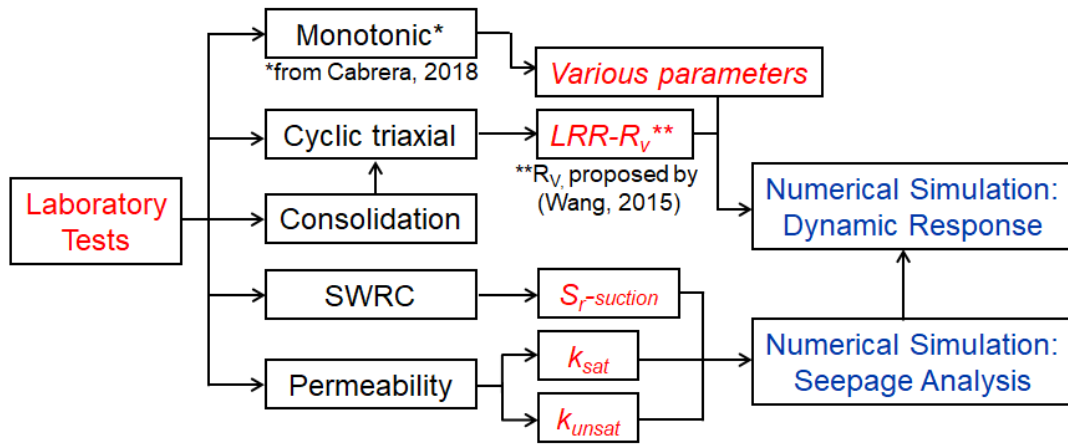 Laboratory
Tests
Monotonic*
*from Cabrera, 2018
Cyclic triaxial
Consolidation
SWRC
Permeability
Various parameters
LRR-Rv**
**RV, proposed by
(Wang, 2015)
Sr-suction
ksat
kunsat
Numerical Simulation:
Dynamic Response
Numerical Simulation:
Seepage Analysis